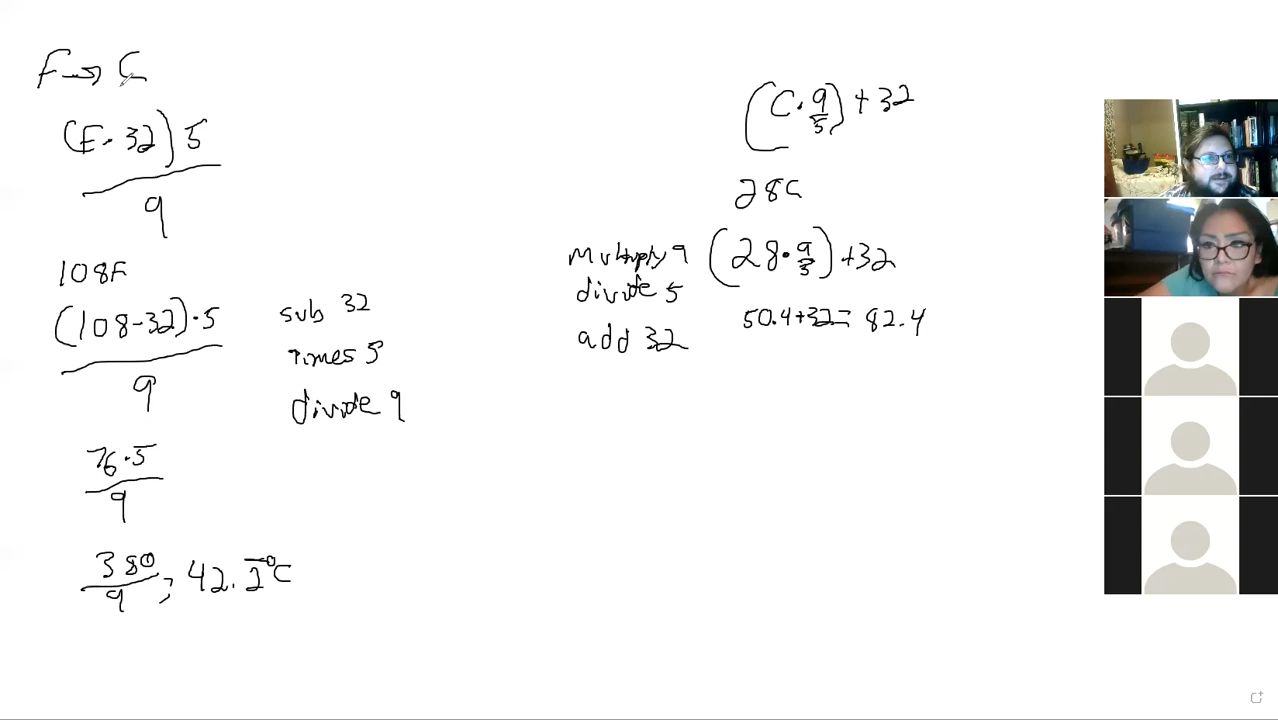 F → C
(F - 32) 5
9
108F
(108-32)·5
9
sub 32
times 5
divide 9
76·5
9
380
9
; 42.2̅°C
(C · 9/5) + 32
28C
Multiply 9
divide 5
add 32
(28 · 9/5) + 32
50.4+32= 82.4